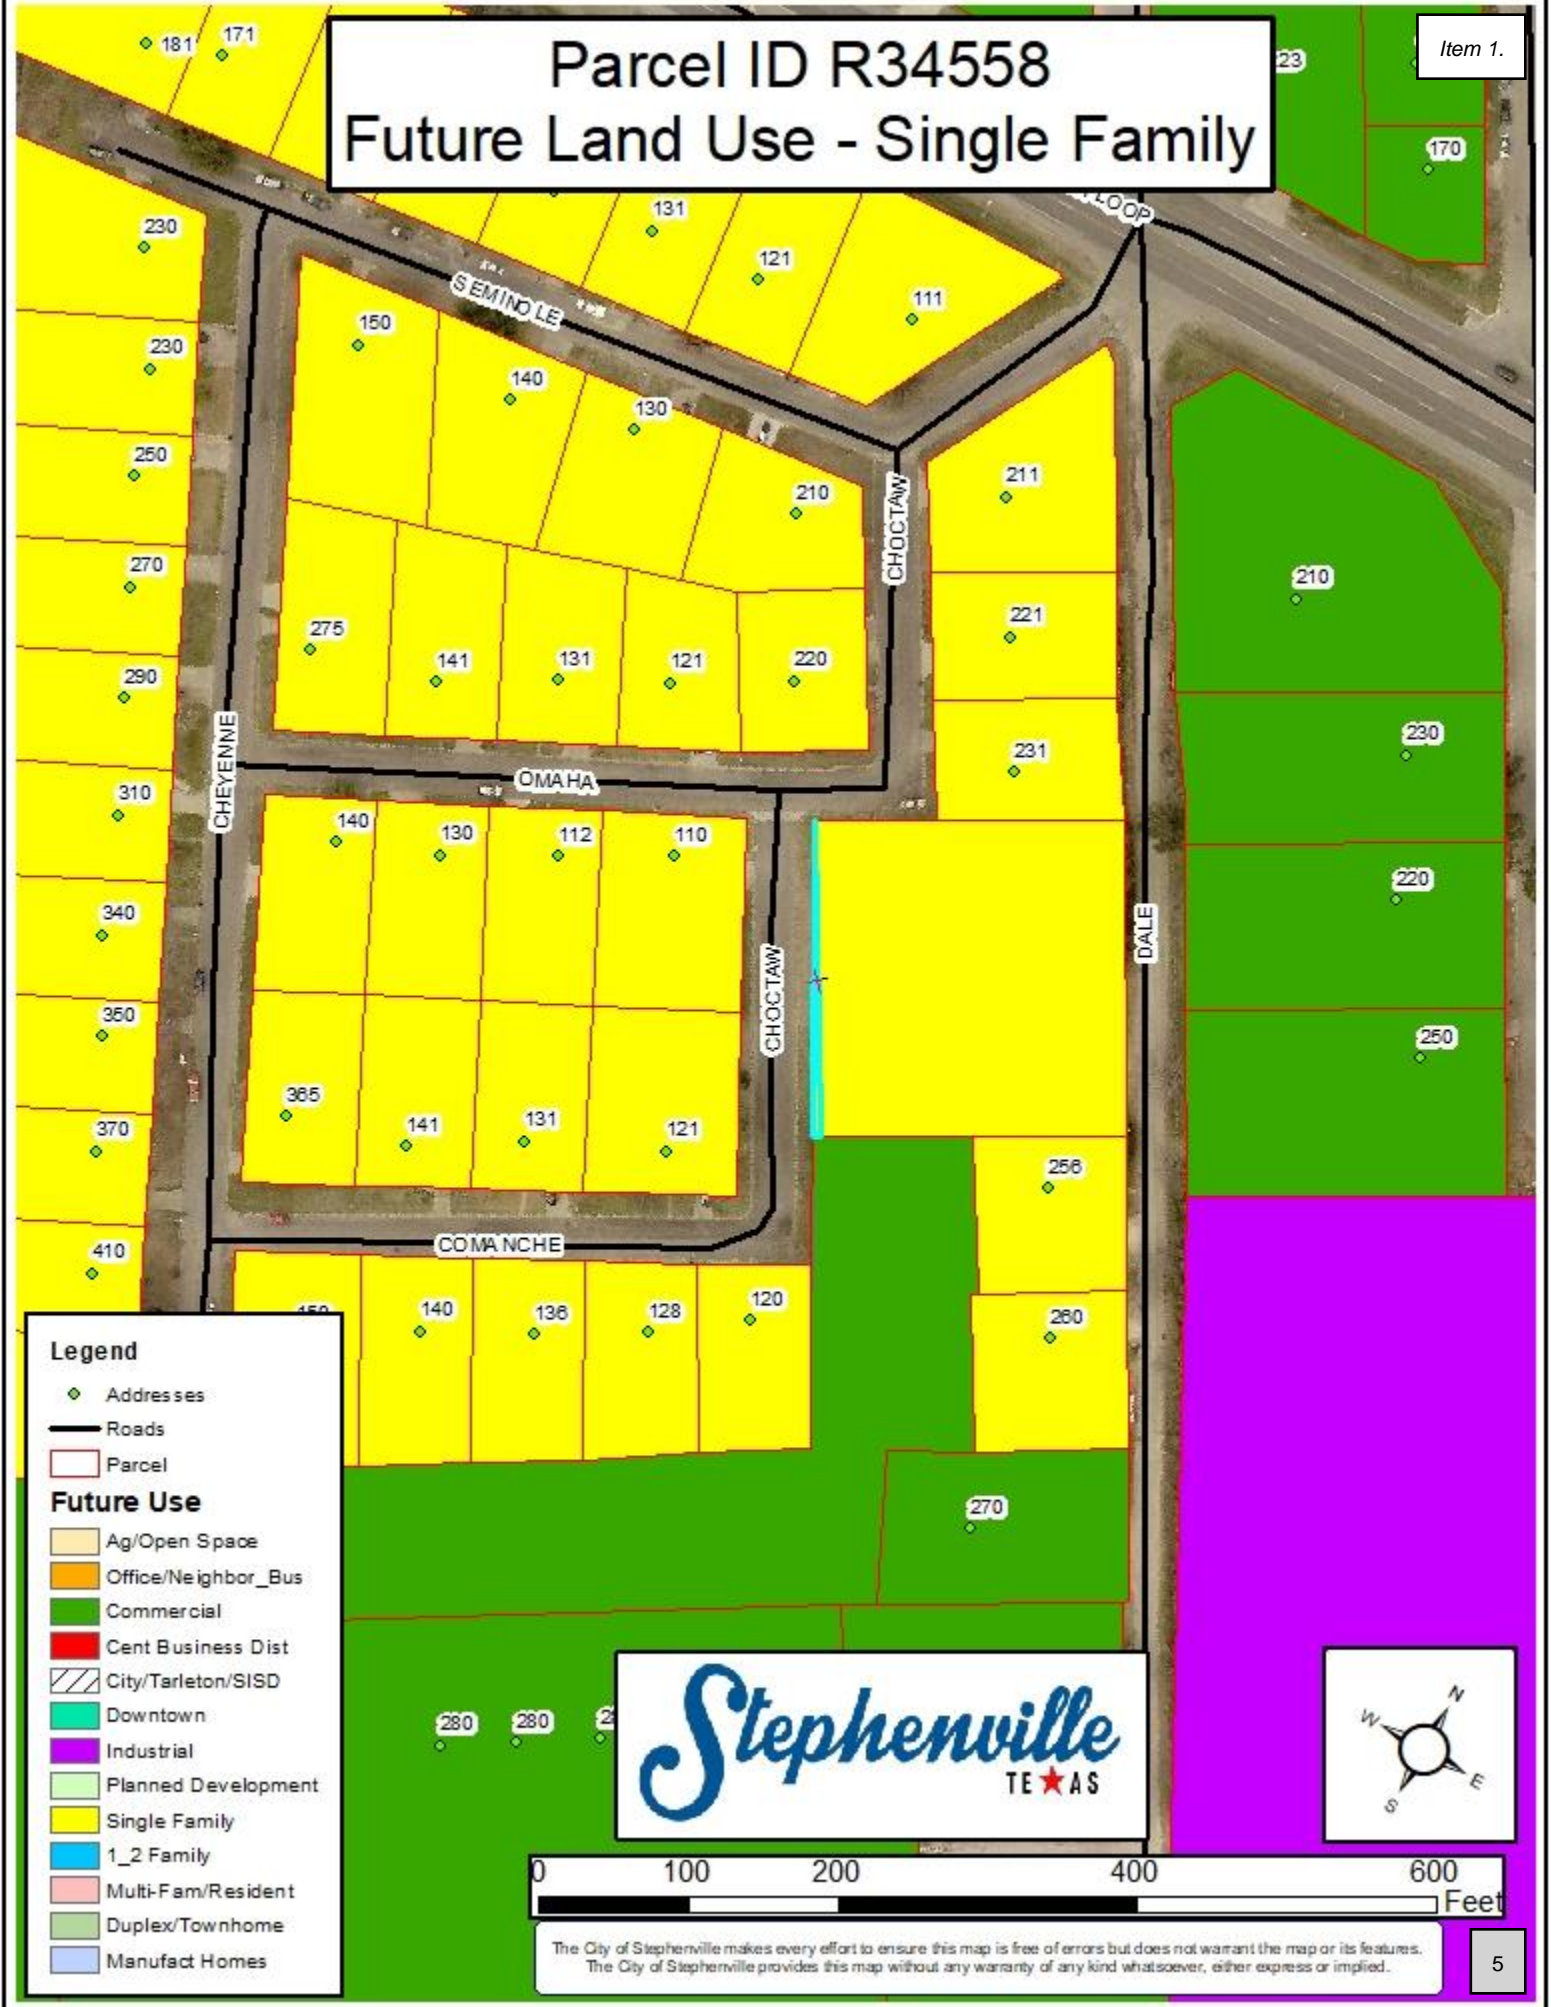 Parcel ID R34558
Future Land Use - Single Family
Item 1.
181
171
23
170
LOOP
131
121
111
230
SEMINOLE
150
230
140
130
250
211
210
CHOCTAW
270
210
221
275
141
131
121
220
290
230
231
CHEYENNE
OMAHA
310
140
130
112
110
220
340
DALE
CHOCTAW
350
250
365
141
131
121
370
256
COMANCHE
410
140
136
128
120
260
270
280
280
Legend
Addresses
Roads
Parcel
Future Use
Ag/Open Space
Office/Neighbor_Bus
Commercial
Cent Business Dist
City/Tarleton/SISD
Downtown
Industrial
Planned Development
Single Family
1_2 Family
Multi-Fam/Resident
Duplex/Townhome
Manufact Homes
Stephenville
TEXAS
N
W
E
S
0 100 200 400 600
Feet
The City of Stephenville makes every effort to ensure this map is free of errors but does not warrant the map or its features.
The City of Stephenville provides this map without any warranty of any kind whatsoever, either express or implied.
5